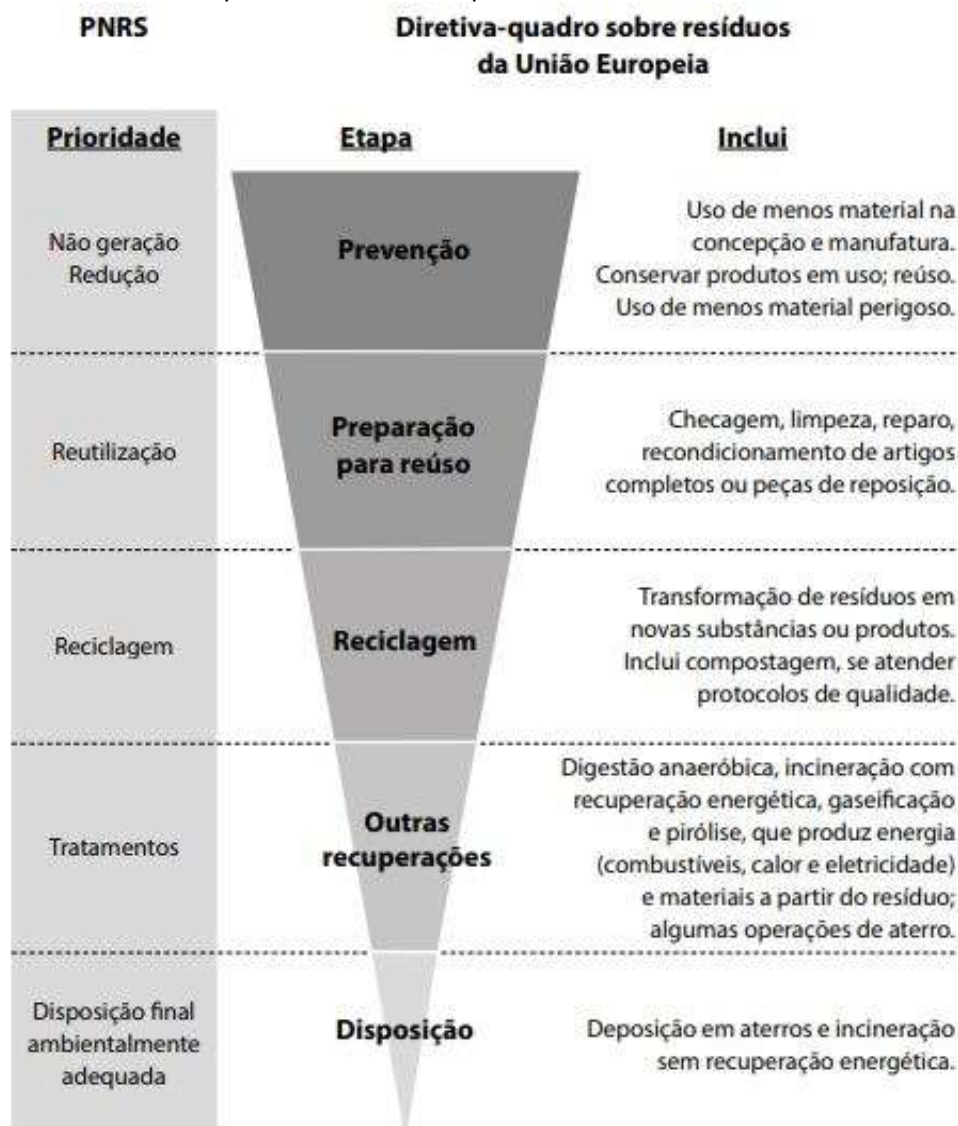 PNRS
Diretiva-quadro sobre resíduos
da União Europeia
Prioridade
Etapa
Inclui
Não geração
Redução
Prevenção
Uso de menos material na
concepção e manufatura.
Conservar produtos em uso; reúso.
Uso de menos material perigoso.
Reutilização
Preparação
para reúso
Checagem, limpeza, reparo,
recondicionamento de artigos
completos ou peças de reposição.
Reciclagem
Reciclagem
Transformação de resíduos em
novas substâncias ou produtos.
Inclui compostagem, se atender
protocolos de qualidade.
Tratamentos
Outras
recuperações
Digestão anaeróbica, incineração com
recuperação energética, gaseificação
e pirólise, que produz energia
(combustíveis, calor e eletricidade)
e materiais a partir do resíduo;
algumas operações de aterro.
Disposição final
ambientalmente
adequada
Disposição
Deposição em aterros e incineração
sem recuperação energética.